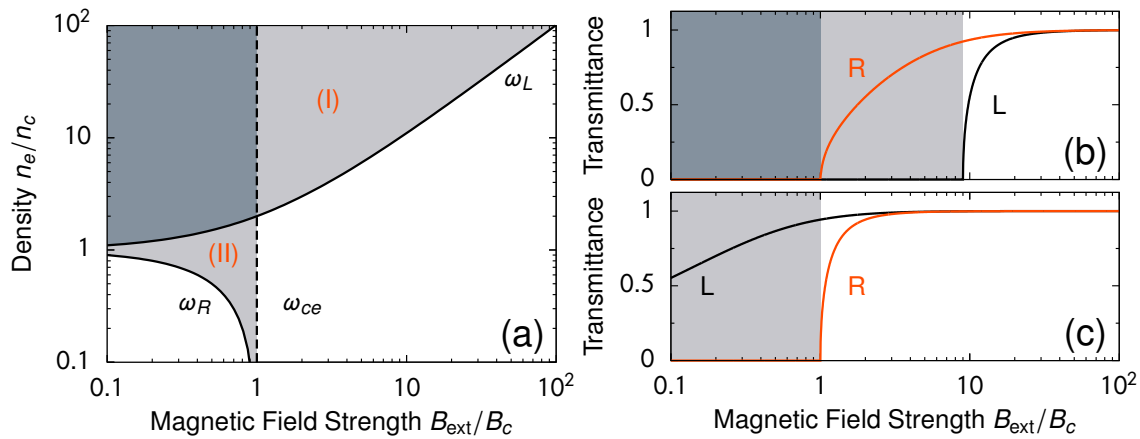 10²
10
1
0.1
Density nₑ/n_c
(I)
(II)
ω_L
ω_R
ω_ce
(a)
0.1
1
10
10²
Magnetic Field Strength B_ext/B_c
1
0.5
0
Transmittance
R
L
(b)
1
0.5
0
Transmittance
L
R
(c)
0.1
1
10
10²
Magnetic Field Strength B_ext/B_c